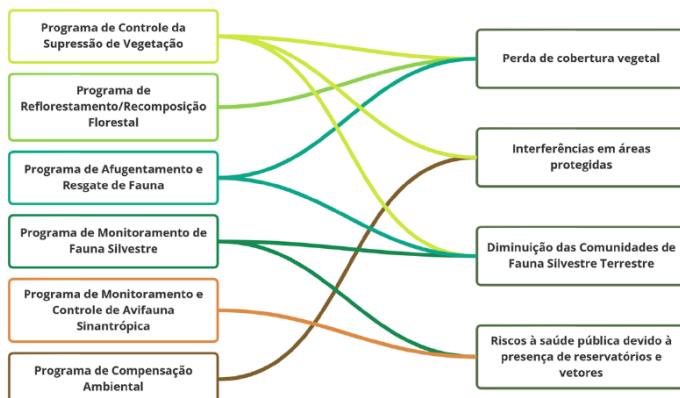 Programa de Controle da
Supressão de Vegetação
Programa de
Reflorestamento/Recomposição
Florestal
Programa de Afugentamento e
Resgate de Fauna
Programa de Monitoramento de
Fauna Silvestre
Programa de Monitoramento e
Controle de Avifauna
Sinantrópica
Programa de Compensação
Ambiental
Perda de cobertura vegetal
Interferências em áreas
protegidas
Diminuição das Comunidades de
Fauna Silvestre Terrestre
Riscos à saúde pública devido à
presença de reservatórios e
vetores